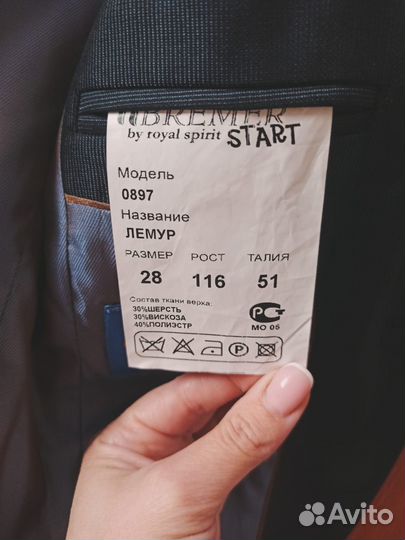 BREMER
by royal spirit START
Модель
0897
Название
ЛЕМУР
РАЗМЕР РОСТ ТАЛИЯ
28 116 51
Состав ткани верха:
30%ШЕРСТЬ
30%ВИСКОЗА
40%ПОЛИЭСТР
МО 05
P
Avito